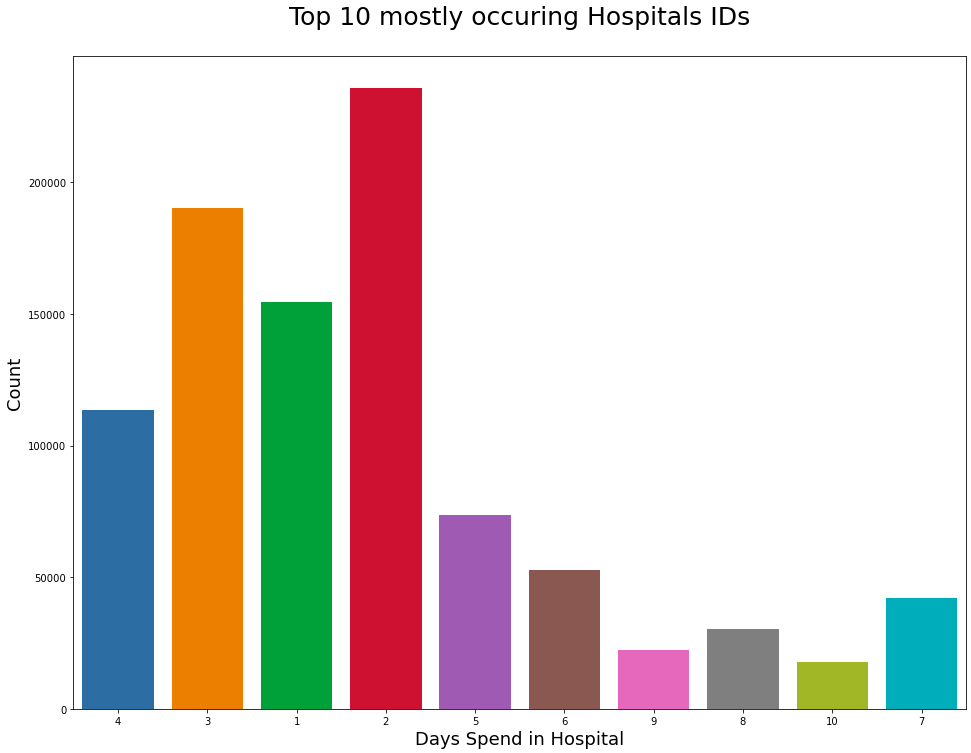 Top 10 mostly occuring Hospitals IDs
Count
200000
150000
100000
50000
0
4 3 1 2 5 6 9 8 10 7
Days Spend in Hospital